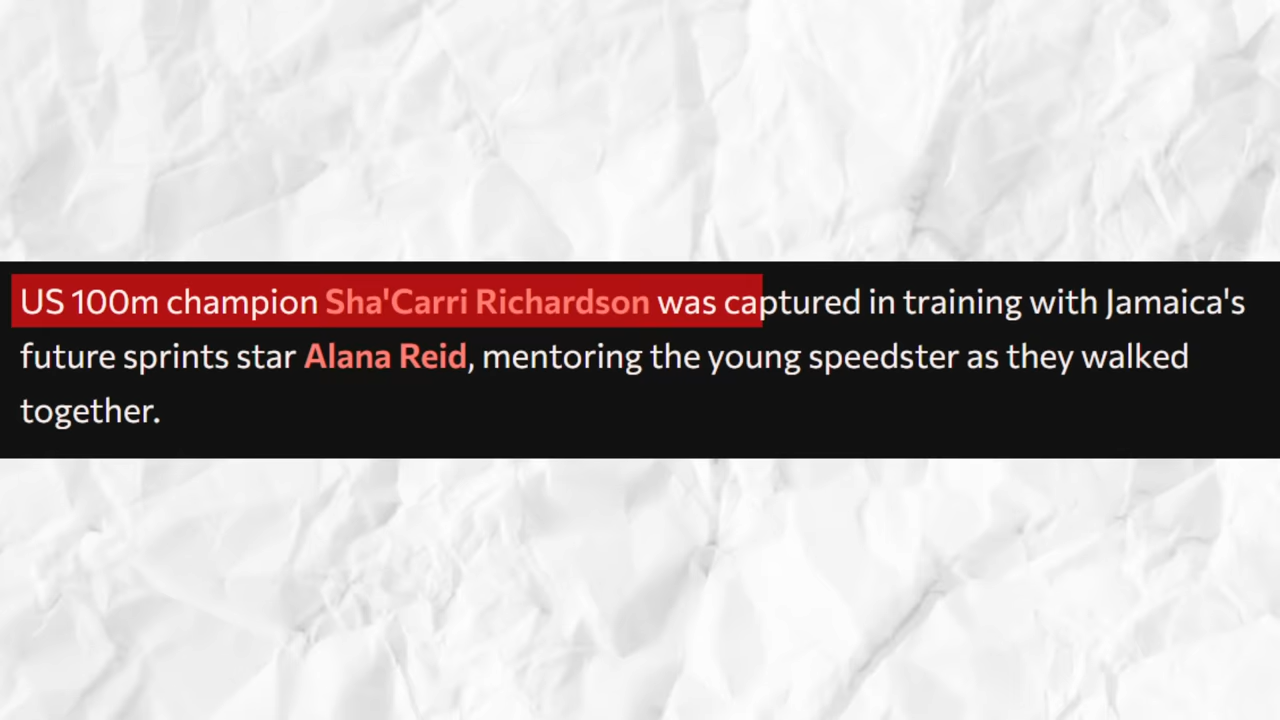 US 100m champion Sha'Carri Richardson was captured in training with Jamaica's
future sprints star Alana Reid, mentoring the young speedster as they walked
together.